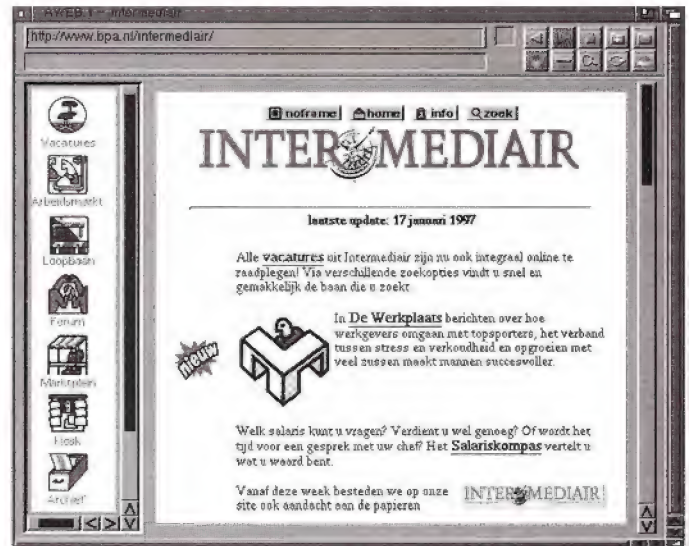 AWEB.1 - Intermediair
http://www.bpa.nl/intermediair/
Vacatures
Arbeidsmarkt
Loopbaan
Forum
Marktplein
Kiosk
Archief
noframe home info zoek
INTERMEDIAIR
laatste update: 17 januari 1997
Alle vacatures uit Intermediair zijn nu ook integraal online te
raadplegen! Via verschillende zoekopties vindt u snel en
gemakkelijk de baan die u zoekt
nieuw
In De Werkplaats berichten over hoe
werkgevers omgaan met topsporters, het verband
tussen stress en verkoudheid en opgroeien met
veel zussen maakt mannen succesvoller.
Welk salaris kunt u vragen? Verdient u wel genoeg? Of wordt het
tijd voor een gesprek met uw chef? Het Salariskompas vertelt u
wat u waard bent.
Vanaf deze week besteden we op onze
site ook aandacht aan de papieren
INTERMEDIAIR